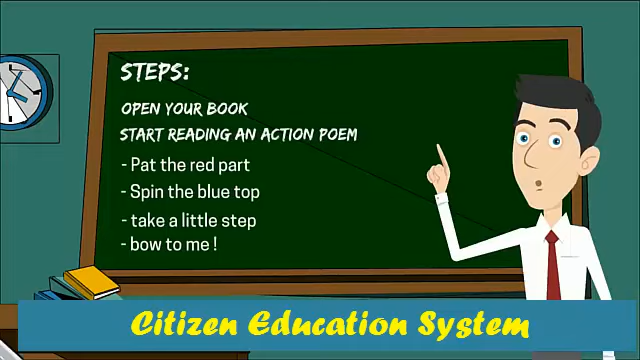 STEPS:
OPEN YOUR BOOK
START READING AN ACTION POEM
- Pat the red part
- Spin the blue top
- take a little step
- bow to me !
Citizen Education System